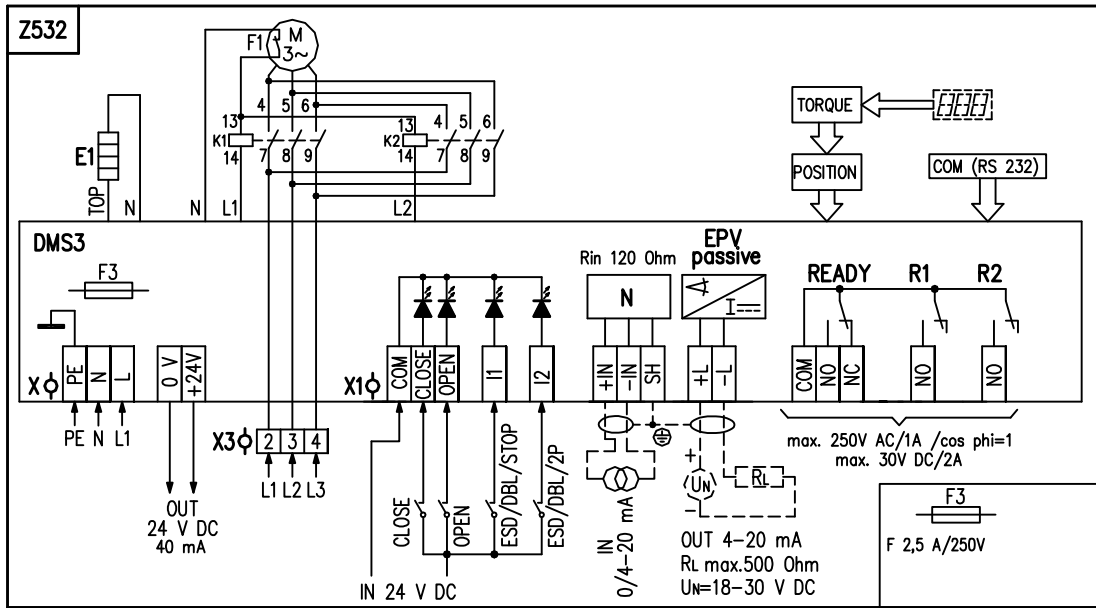 Z532
F1
M
3~
4
5
6
13
K1
14
7
8
9
13
K2
14
4
5
6
7
8
9
E1
TOP
N
N
L1
L2
TORQUE
POSITION
COM (RS 232)
DMS3
F3
Rin 120 Ohm
EPV
passive
READY
R1
R2
N
I
X
PE
N
L
0 V
+24V
X1
COM
CLOSE
OPEN
I1
I2
+IN
-IN
SH
+L
-L
COM
NO
NC
NO
NO
PE N L1
X3
2
3
4
L1 L2 L3
OUT
24 V DC
40 mA
CLOSE
OPEN
ESD/DBL/STOP
ESD/DBL/2P
IN 24 V DC
IN
0/4-20 mA
+
UN
-
RL
OUT 4-20 mA
RL max.500 Ohm
UN=18-30 V DC
max. 250V AC/1A /cos phi=1
max. 30V DC/2A
F3
F 2,5 A/250V